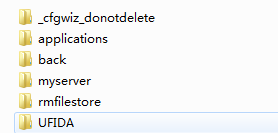 _cfgwiz_donotdelete
applications
back
myserver
rmfilestore
UFIDA